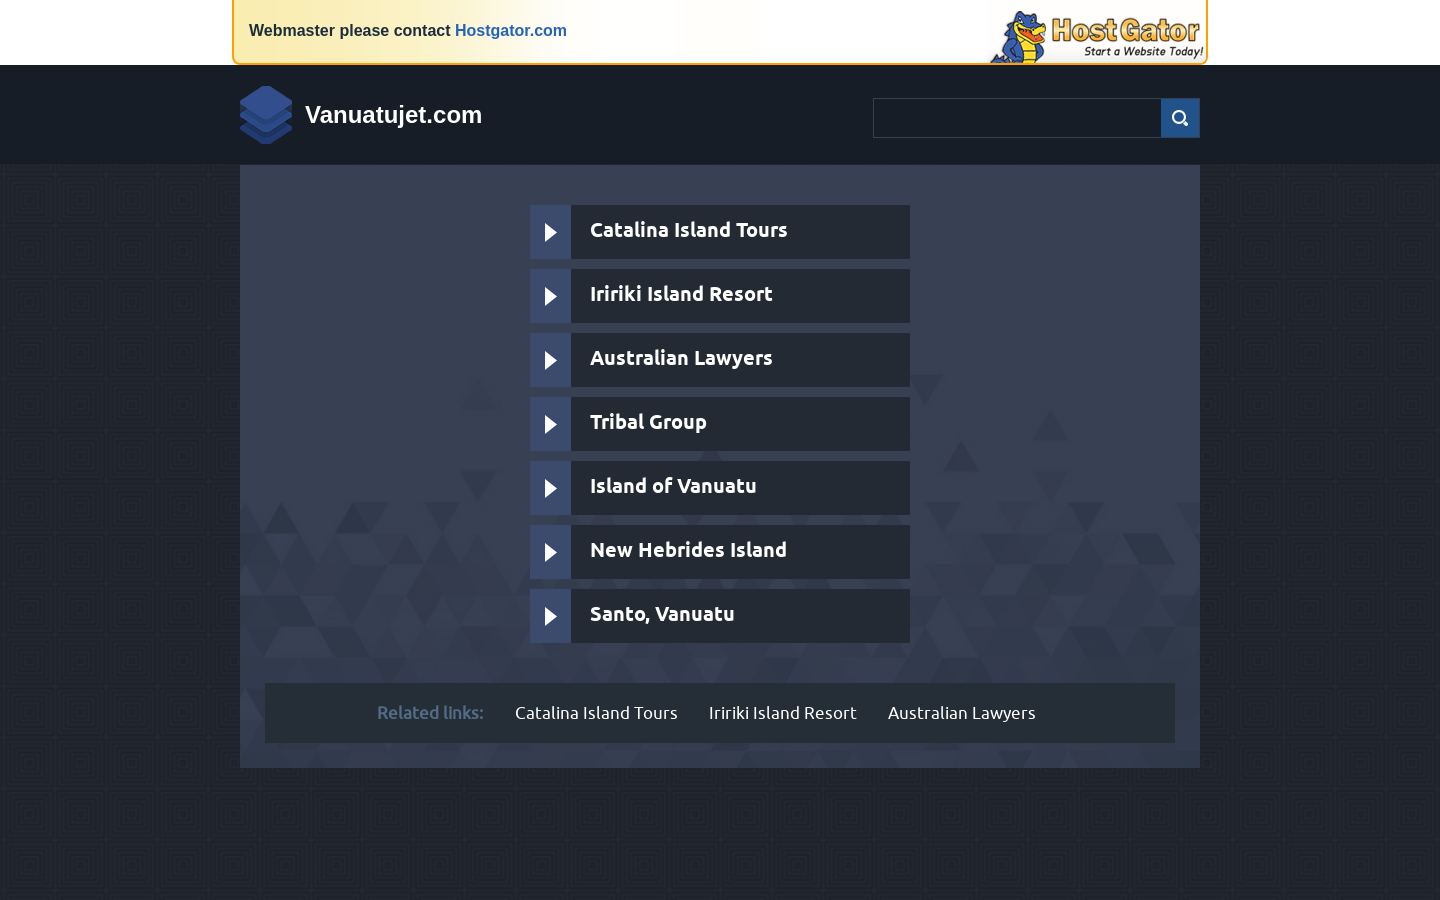 Webmaster please contact Hostgator.com
HostGator
Start a Website Today!
Vanuatujet.com
Catalina Island Tours
Iririki Island Resort
Australian Lawyers
Tribal Group
Island of Vanuatu
New Hebrides Island
Santo, Vanuatu
Related links: Catalina Island Tours Iririki Island Resort Australian Lawyers